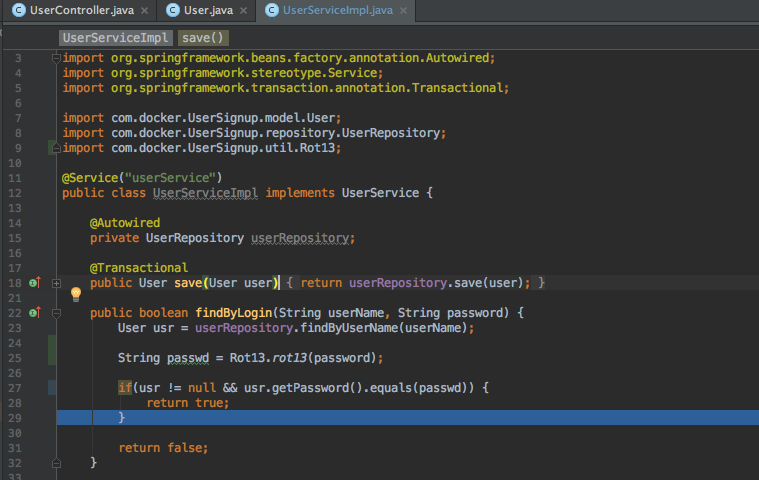 UserController.java × User.java × UserServiceImpl.java ×
UserServiceImpl save()
3 import org.springframework.beans.factory.annotation.Autowired;
4 import org.springframework.stereotype.Service;
5 import org.springframework.transaction.annotation.Transactional;
6
7 import com.docker.UserSignup.model.User;
8 import com.docker.UserSignup.repository.UserRepository;
9 import com.docker.UserSignup.util.Rot13;
10
11 @Service("userService")
12 public class UserServiceImpl implements UserService {
13
14 @Autowired
15 private UserRepository userRepository;
16
17 @Transactional
18 public User save(User user) { return userRepository.save(user); }
21
22 public boolean findByLogin(String userName, String password) {
23 User usr = userRepository.findByUserName(userName);
24
25 String passwd = Rot13.rot13(password);
26
27 if(usr != null && usr.getPassword().equals(passwd)) {
28 return true;
29 }
30
31 return false;
32 }
33